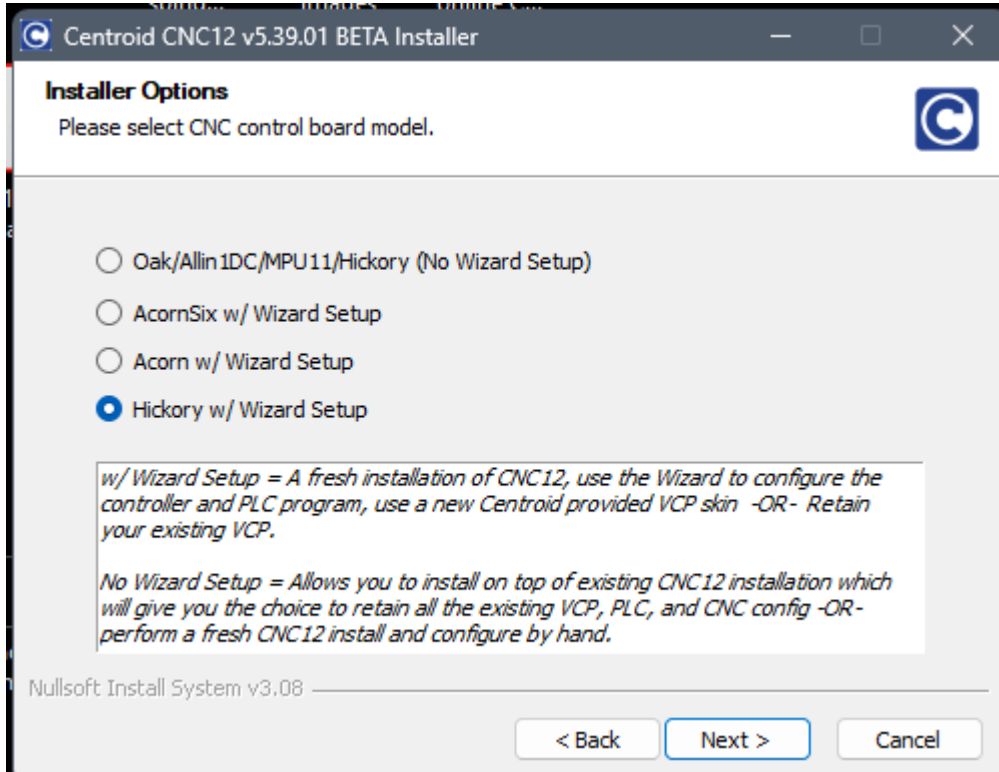 Centroid CNC12 v5.39.01 BETA Installer
Installer Options
Please select CNC control board model.
Oak/Allin1DC/MPU11/Hickory (No Wizard Setup)
AcornSix w/ Wizard Setup
Acorn w/ Wizard Setup
Hickory w/ Wizard Setup
w/ Wizard Setup = A fresh installation of CNC12, use the Wizard to configure the
controller and PLC program, use a new Centroid provided VCP skin -OR- Retain
your existing VCP.
No Wizard Setup = Allows you to install on top of existing CNC12 installation which
will give you the choice to retain all the existing VCP, PLC, and CNC config -OR-
perform a fresh CNC12 install and configure by hand.
Nullsoft Install System v3.08
< Back Next > Cancel